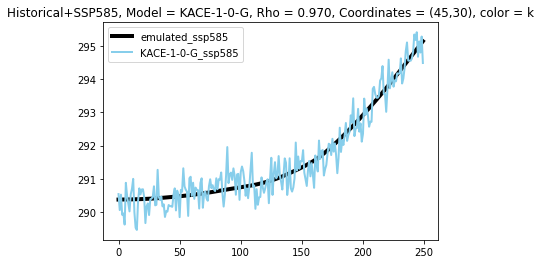 Historical+SSP585, Model = KACE-1-0-G, Rho = 0.970, Coordinates = (45,30), color = k
emulated_ssp585
KACE-1-0-G_ssp585
295
294
293
292
291
290
0 50 100 150 200 250